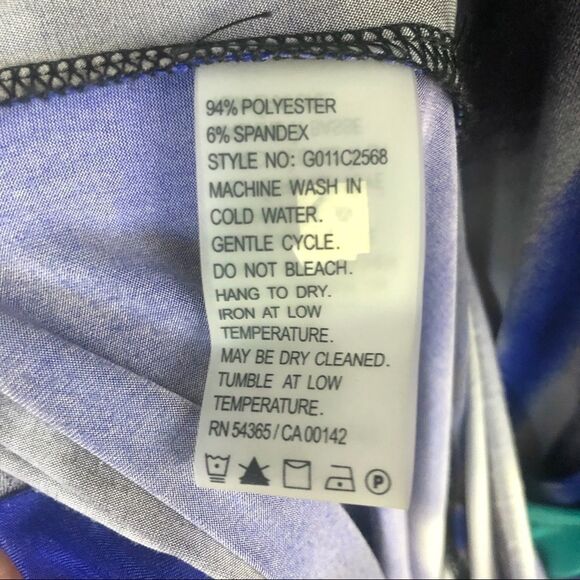 94% POLYESTER
6% SPANDEX
STYLE NO: G011C2568
MACHINE WASH IN
COLD WATER.
GENTLE CYCLE.
DO NOT BLEACH.
HANG TO DRY.
IRON AT LOW
TEMPERATURE.
MAY BE DRY CLEANED.
TUMBLE AT LOW
TEMPERATURE.
RN 54365 / CA 00142
P